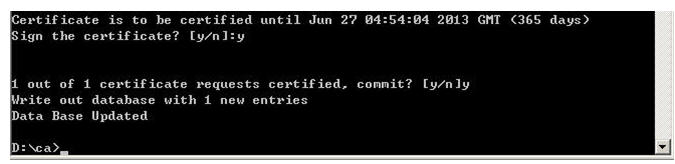 Certificate is to be certified until Jun 27 04:54:04 2013 GMT (365 days)
Sign the certificate? [y/n]:y
1 out of 1 certificate requests certified, commit? [y/n]y
Write out database with 1 new entries
Data Base Updated
D:\ca>_